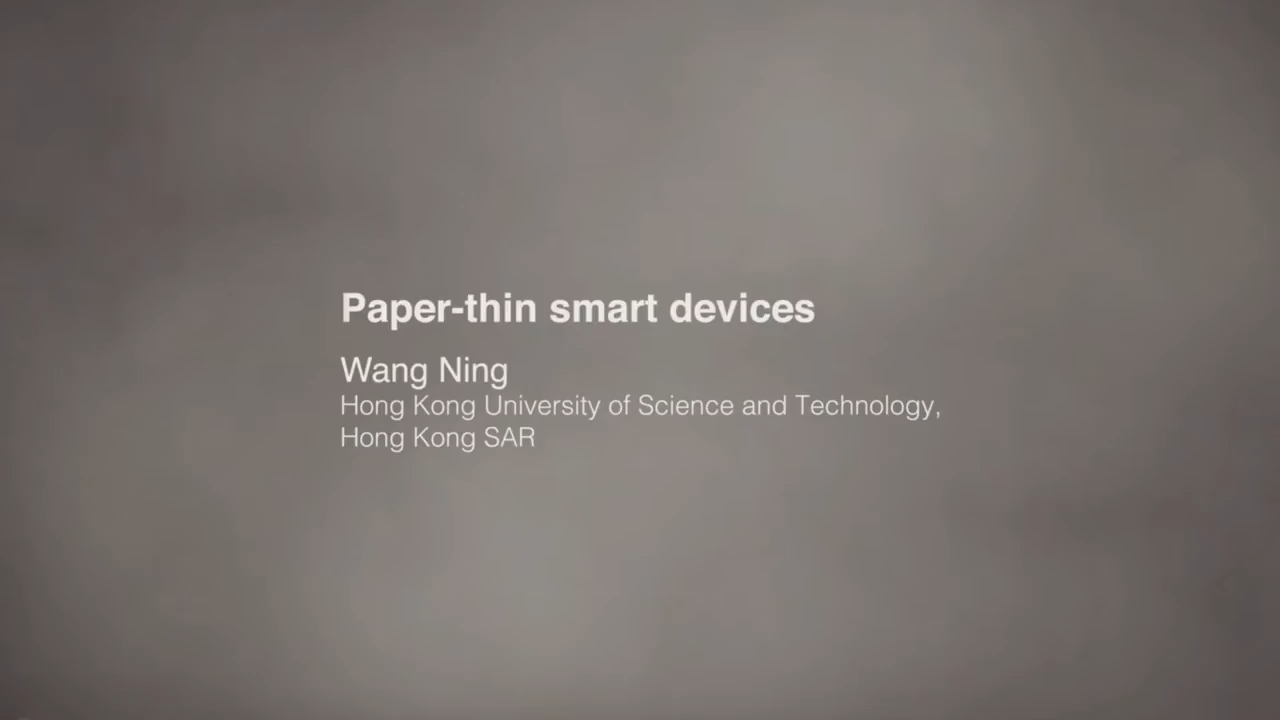 Paper-thin smart devices
Wang Ning
Hong Kong University of Science and Technology,
Hong Kong SAR